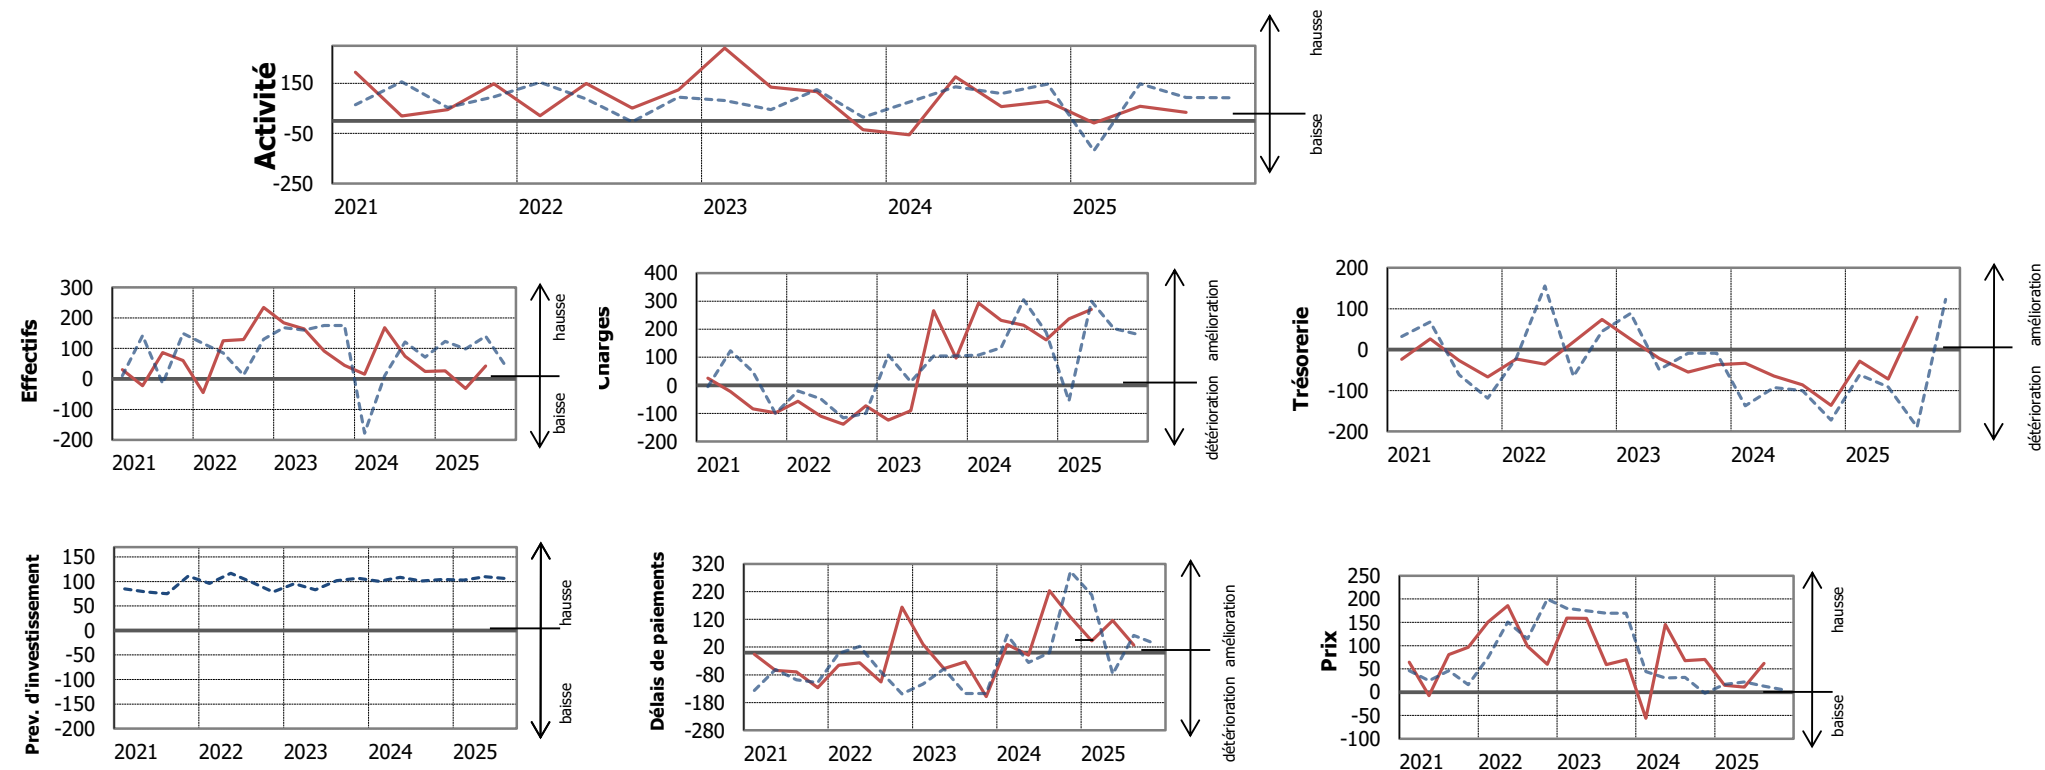 Activité
150
-50
-250
2021 2022 2023 2024 2025
hausse
baisse
Effectifs
300
200
100
0
-100
-200
2021 2022 2023 2024 2025
hausse
baisse
Charges
400
300
200
100
0
-100
-200
2021 2022 2023 2024 2025
amélioration
détérioration
Trésorerie
200
100
0
-100
-200
2021 2022 2023 2024 2025
amélioration
détérioration
Prev. d'investissement
150
100
50
0
-50
-100
-150
-200
2021 2022 2023 2024 2025
hausse
baisse
Délais de paiements
320
220
120
20
-80
-180
-280
2021 2022 2023 2024 2025
amélioration
détérioration
Prix
250
200
150
100
50
0
-50
-100
2021 2022 2023 2024 2025
hausse
baisse